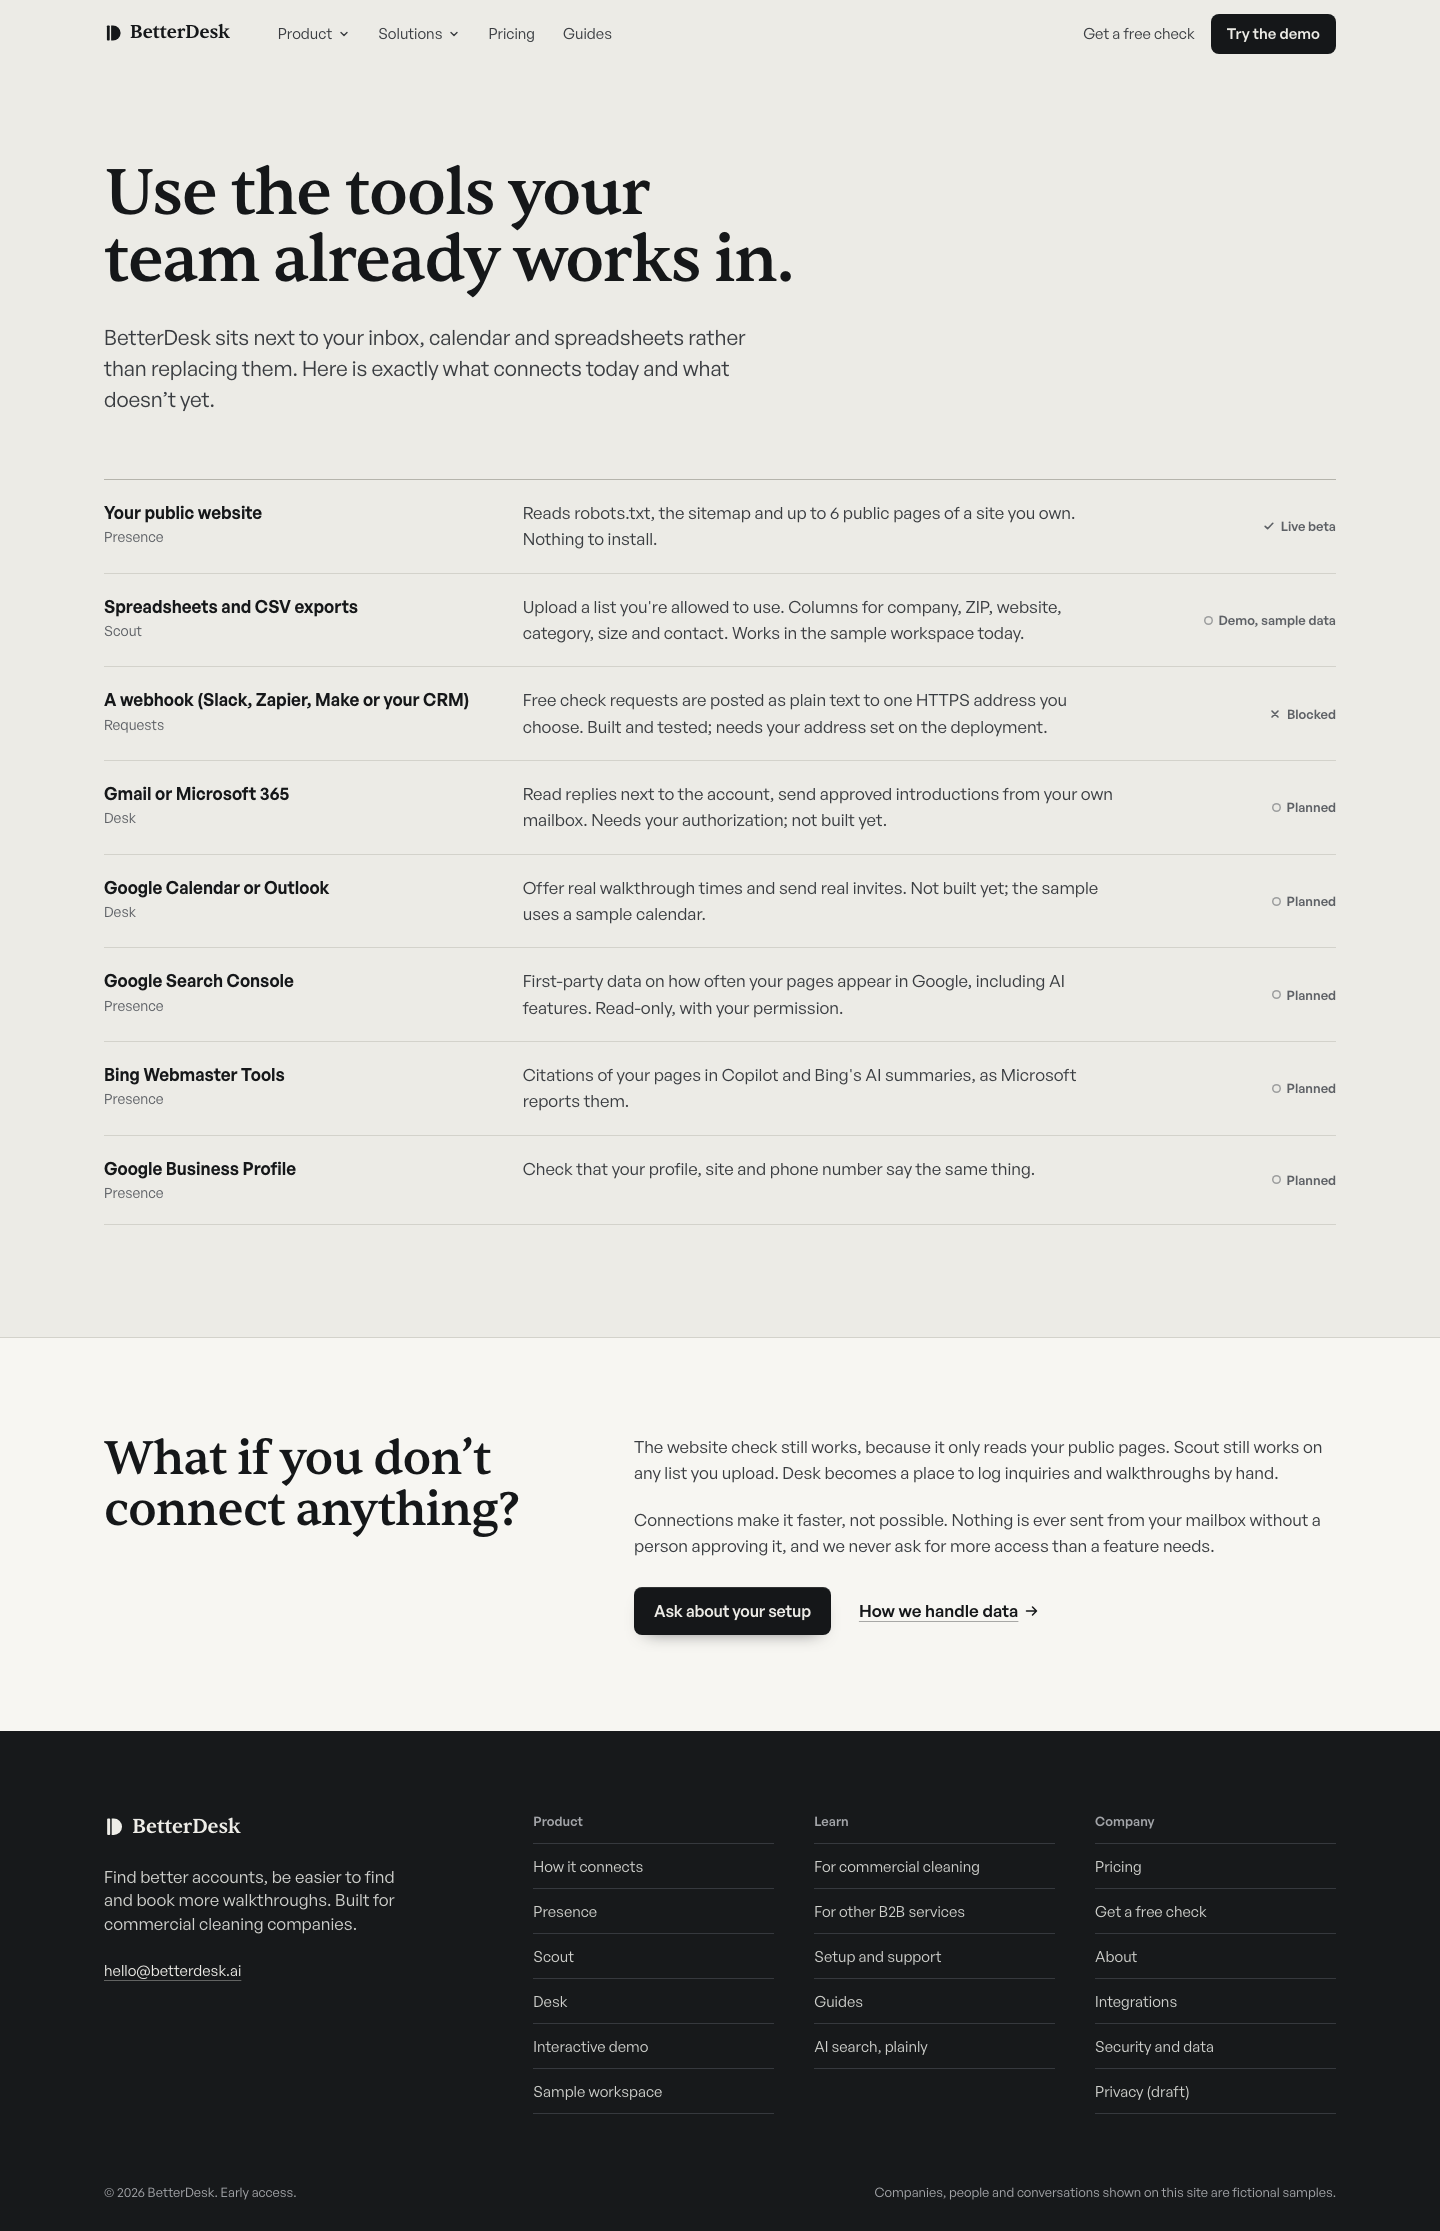 BetterDesk
Product
Solutions
Pricing
Guides
Get a free check
Try the demo
Use the tools your
team already works in.
BetterDesk sits next to your inbox, calendar and spreadsheets rather
than replacing them. Here is exactly what connects today and what
doesn’t yet.
Your public website
Presence
Reads robots.txt, the sitemap and up to 6 public pages of a site you own.
Nothing to install.
Live beta
Spreadsheets and CSV exports
Scout
Upload a list you're allowed to use. Columns for company, ZIP, website,
category, size and contact. Works in the sample workspace today.
Demo, sample data
A webhook (Slack, Zapier, Make or your CRM)
Requests
Free check requests are posted as plain text to one HTTPS address you
choose. Built and tested; needs your address set on the deployment.
Blocked
Gmail or Microsoft 365
Desk
Read replies next to the account, send approved introductions from your own
mailbox. Needs your authorization; not built yet.
Planned
Google Calendar or Outlook
Desk
Offer real walkthrough times and send real invites. Not built yet; the sample
uses a sample calendar.
Planned
Google Search Console
Presence
First-party data on how often your pages appear in Google, including AI
features. Read-only, with your permission.
Planned
Bing Webmaster Tools
Presence
Citations of your pages in Copilot and Bing's AI summaries, as Microsoft
reports them.
Planned
Google Business Profile
Presence
Check that your profile, site and phone number say the same thing.
Planned
What if you don’t
connect anything?
The website check still works, because it only reads your public pages. Scout still works on
any list you upload. Desk becomes a place to log inquiries and walkthroughs by hand.
Connections make it faster, not possible. Nothing is ever sent from your mailbox without a
person approving it, and we never ask for more access than a feature needs.
Ask about your setup
How we handle data
BetterDesk
Find better accounts, be easier to find
and book more walkthroughs. Built for
commercial cleaning companies.
hello@betterdesk.ai
Product
How it connects
Presence
Scout
Desk
Interactive demo
Sample workspace
Learn
For commercial cleaning
For other B2B services
Setup and support
Guides
AI search, plainly
Company
Pricing
Get a free check
About
Integrations
Security and data
Privacy (draft)
© 2026 BetterDesk. Early access.
Companies, people and conversations shown on this site are fictional samples.